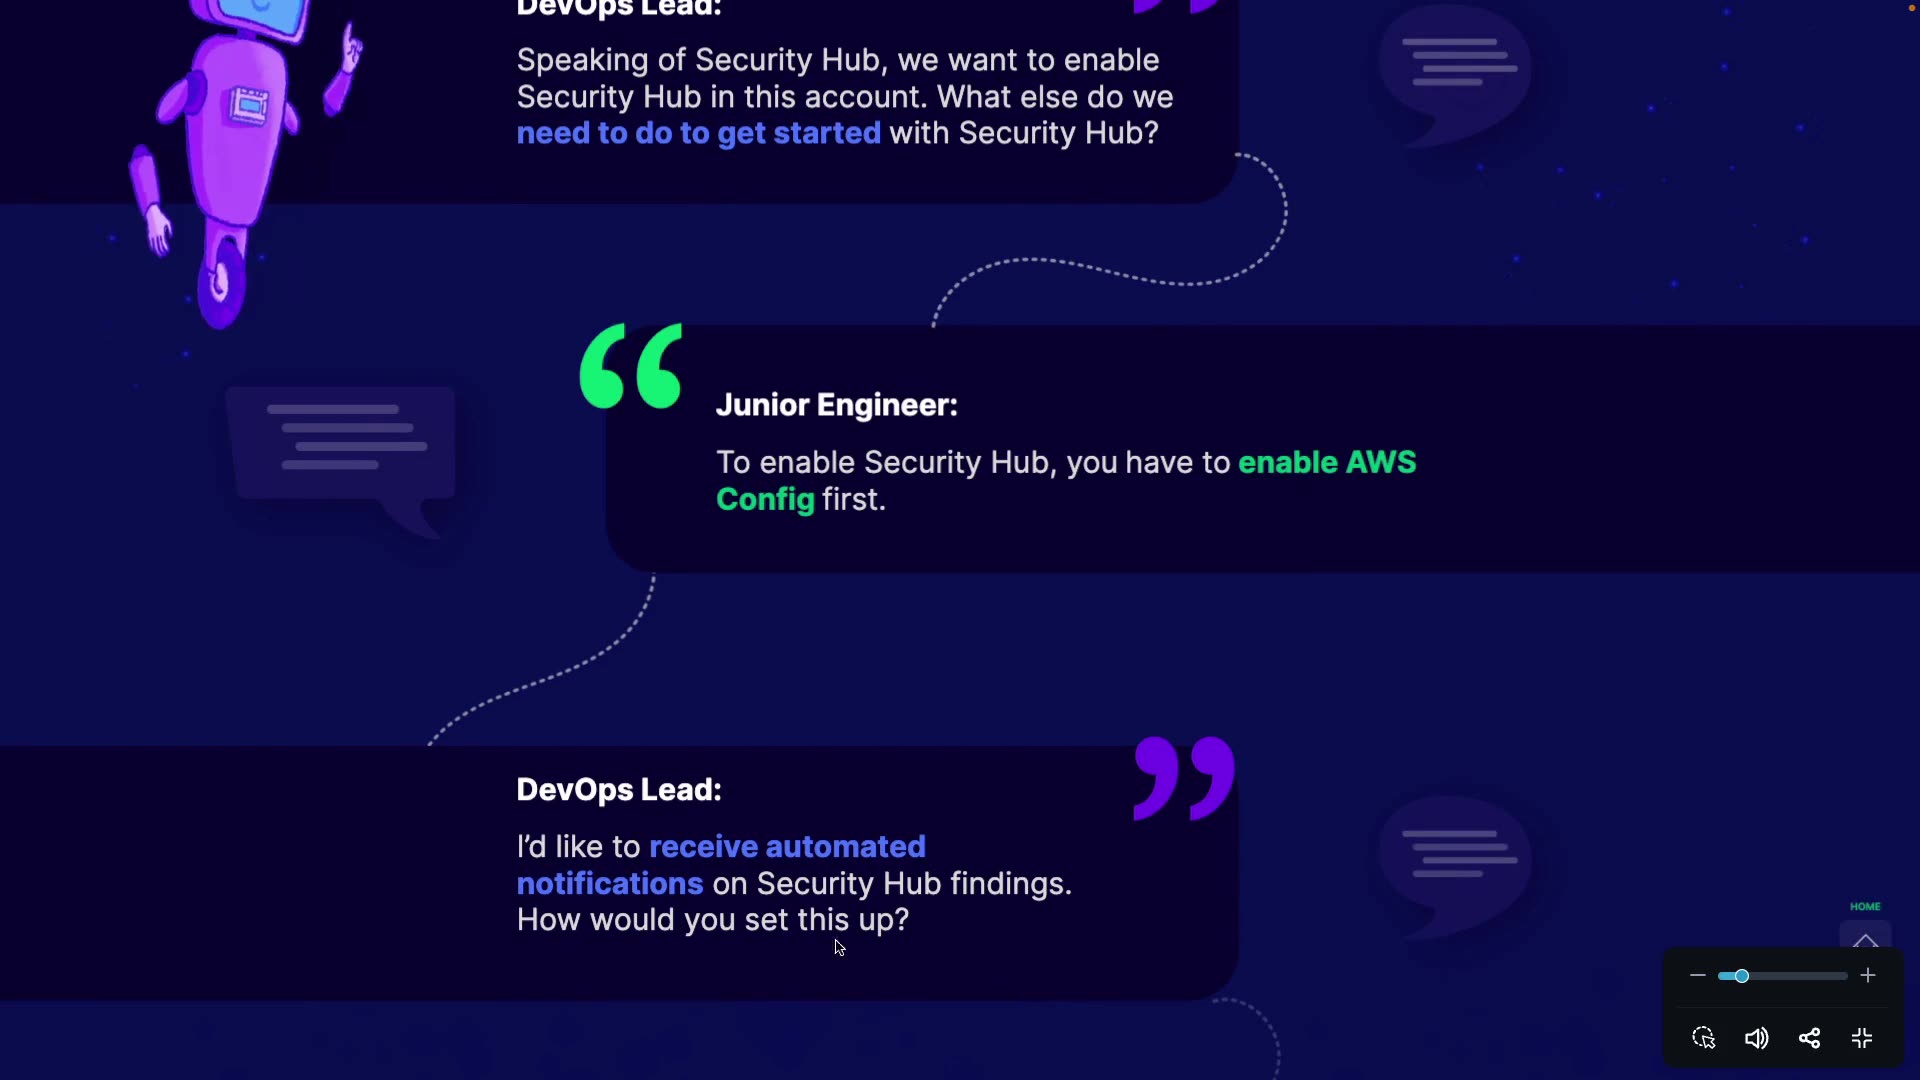 DevOps Lead:
Speaking of Security Hub, we want to enable
Security Hub in this account. What else do we
need to do to get started with Security Hub?
Junior Engineer:
To enable Security Hub, you have to enable AWS
Config first.
DevOps Lead:
I’d like to receive automated
notifications on Security Hub findings.
How would you set this up?
HOME